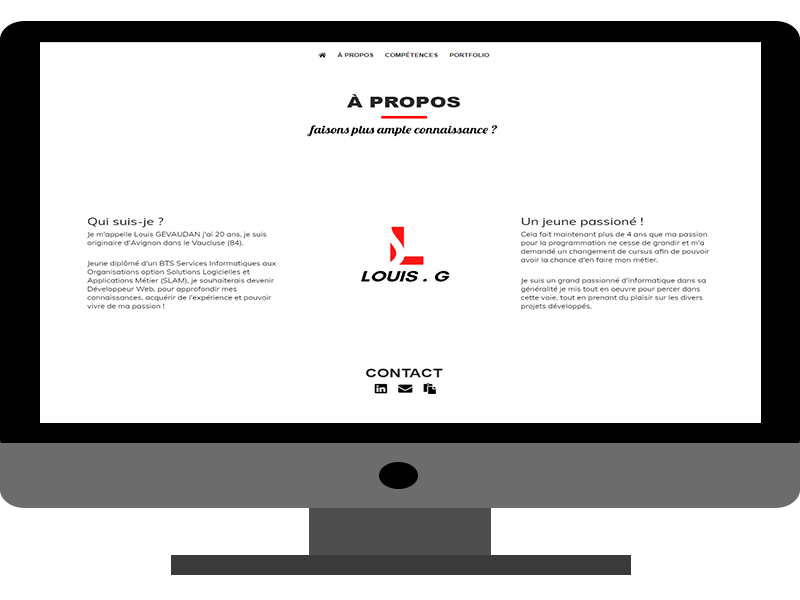 À PROPOS COMPÉTENCES PORTFOLIO
À PROPOS
faisons plus ample connaissance ?
Qui suis-je ?
Je m'appelle Louis GEVAUDAN j'ai 20 ans, je suis
originaire d'Avignon dans le Vaucluse (84).
Jeune diplômé d'un BTS Services Informatiques aux
Organisations option Solutions Logicielles et
Applications Métier (SLAM), je souhaiterais devenir
Développeur Web, pour approfondir mes
connaissances, acquérir de l'expérience et pouvoir
vivre de ma passion !
L
LOUIS . G
Un jeune passioné !
Cela fait maintenant plus de 4 ans que ma passion
pour la programmation ne cesse de grandir et m'a
demandé un changement de cursus afin de pouvoir
avoir la chance d'en faire mon métier.
Je suis un grand passionné d'informatique dans sa
généralité je mis tout en oeuvre pour percer dans
cette voie, tout en prenant du plaisir sur les divers
projets développés.
CONTACT
in